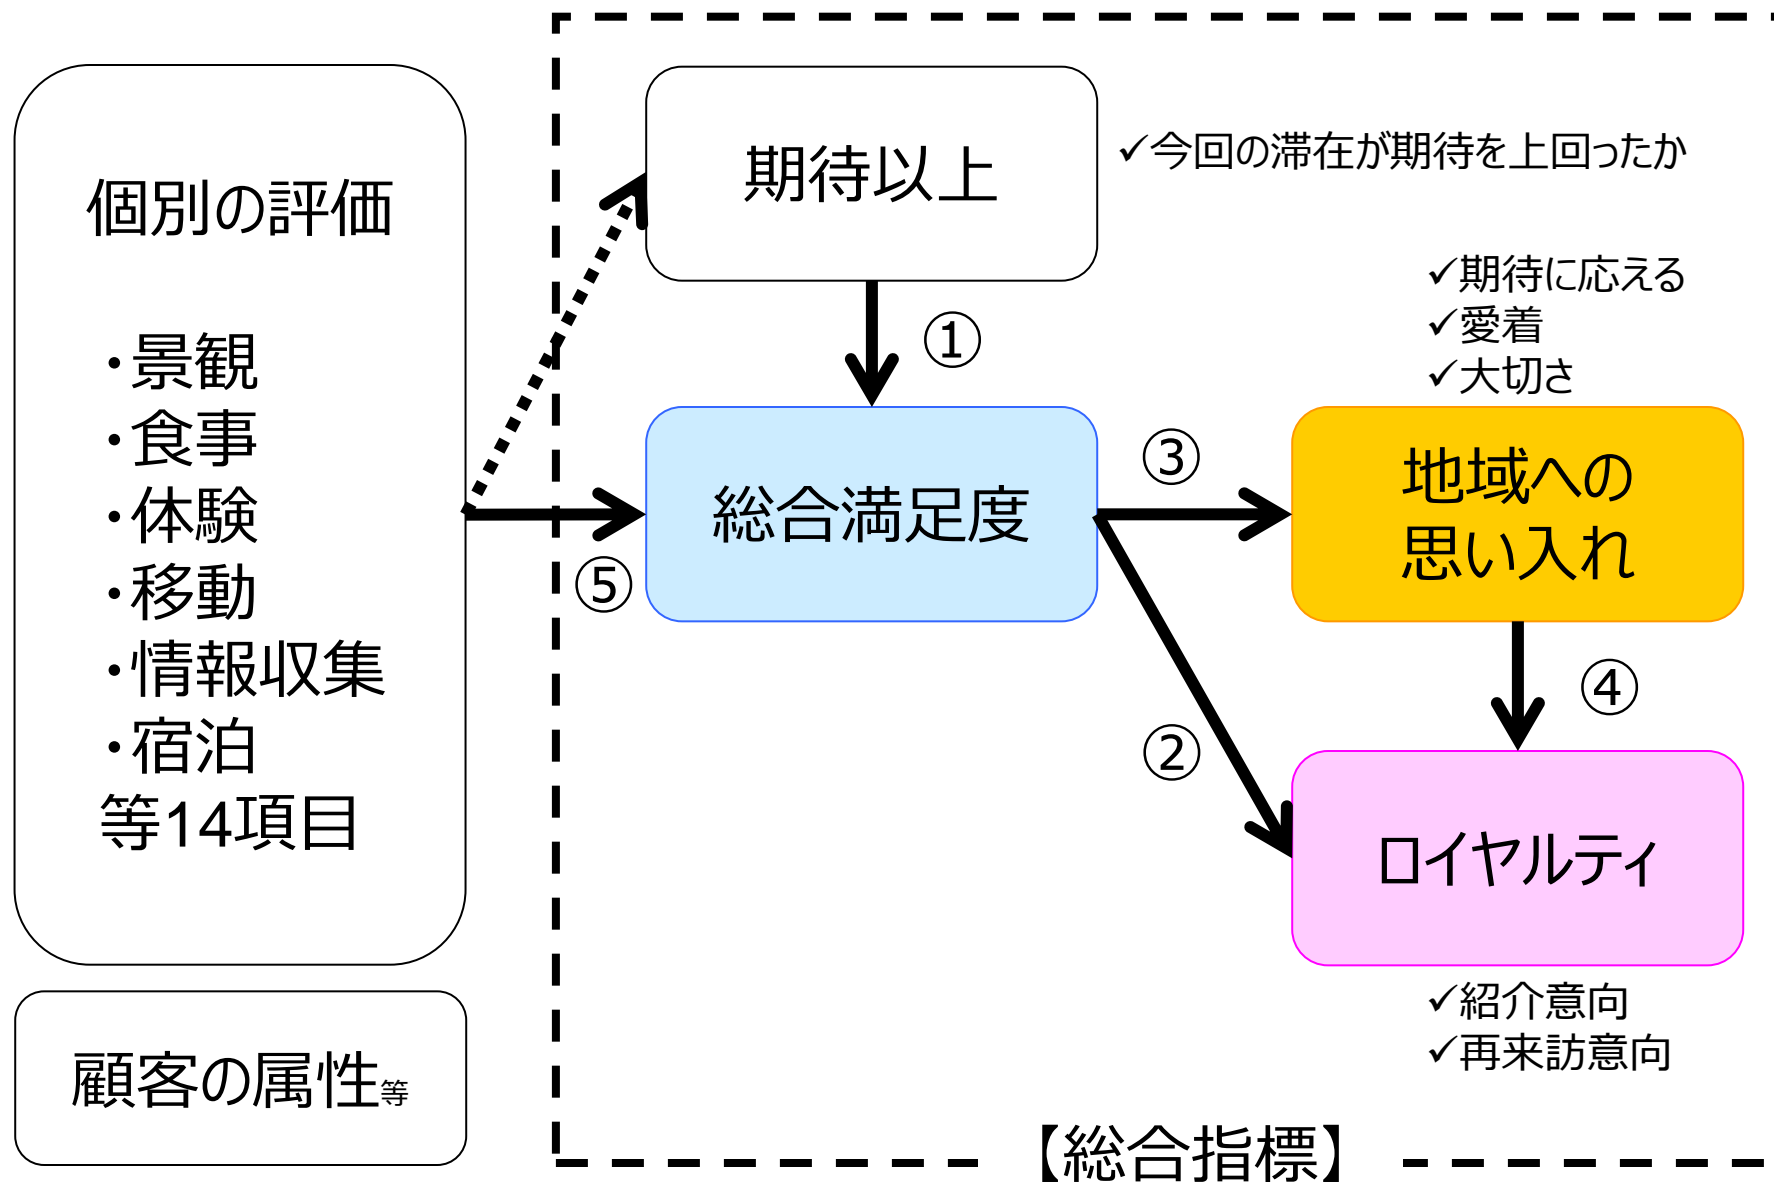 個別の評価
・景観
・食事
・体験
・移動
・情報収集
・宿泊
等14項目
顧客の属性等
期待以上
✓今回の滞在が期待を上回ったか
①
総合満足度
⑤
③
②
✓期待に応える
✓愛着
✓大切さ
地域への
思い入れ
④
ロイヤルティ
✓紹介意向
✓再来訪意向
【総合指標】